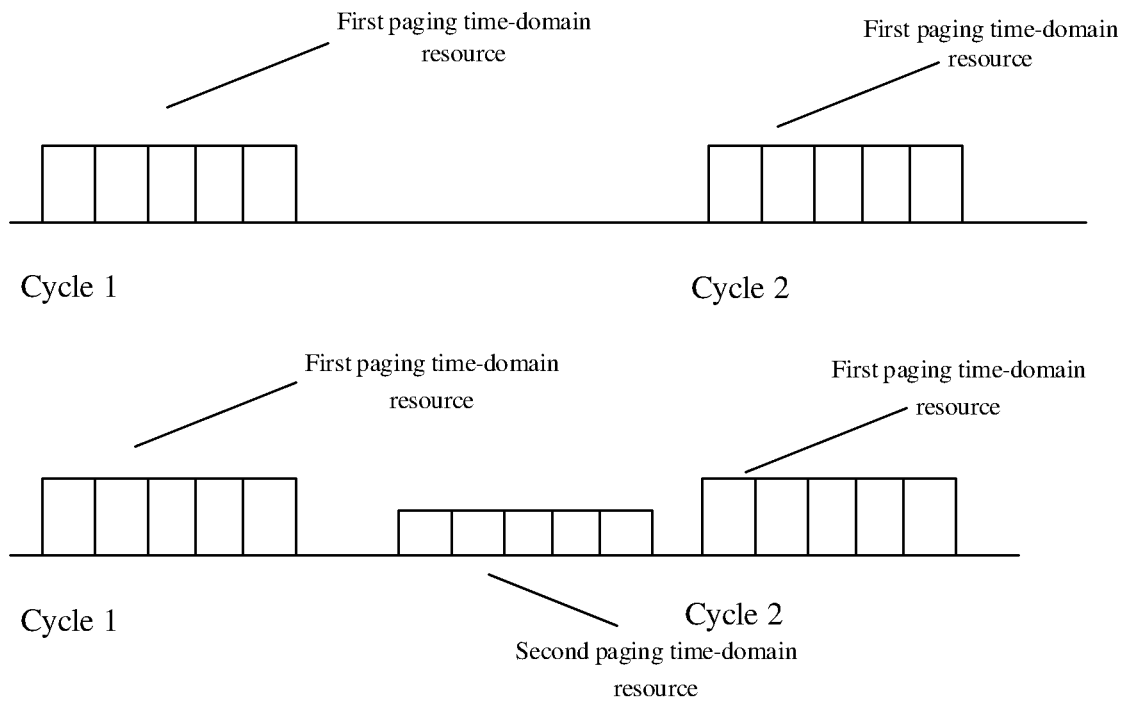 First paging time-domain
resource
First paging time-domain
resource
Cycle 1
Cycle 2
First paging time-domain
resource
First paging time-domain
resource
Cycle 1
Cycle 2
Second paging time-domain
resource